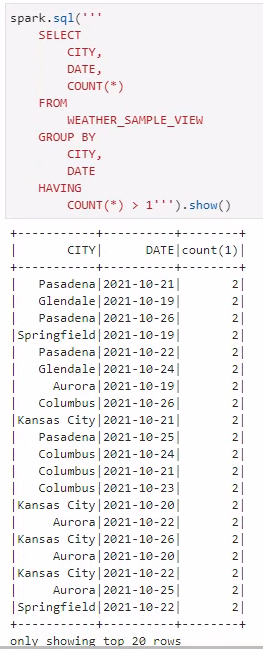 spark.sql('''
    SELECT
        CITY,
        DATE,
        COUNT(*)
    FROM
        WEATHER_SAMPLE_VIEW
    GROUP BY
        CITY,
        DATE
    HAVING
        COUNT(*) > 1''').show()
+-----------+----------+--------+
|       CITY|      DATE|count(1)|
+-----------+----------+--------+
|   Pasadena|2021-10-21|       2|
|   Glendale|2021-10-19|       2|
|   Pasadena|2021-10-26|       2|
|Springfield|2021-10-19|       2|
|   Pasadena|2021-10-22|       2|
|   Glendale|2021-10-24|       2|
|     Aurora|2021-10-19|       2|
|   Columbus|2021-10-26|       2|
|Kansas City|2021-10-21|       2|
|   Pasadena|2021-10-25|       2|
|   Columbus|2021-10-24|       2|
|   Columbus|2021-10-21|       2|
|   Columbus|2021-10-23|       2|
|Kansas City|2021-10-20|       2|
|     Aurora|2021-10-22|       2|
|Kansas City|2021-10-26|       2|
|     Aurora|2021-10-20|       2|
|Kansas City|2021-10-22|       2|
|     Aurora|2021-10-25|       2|
|Springfield|2021-10-22|       2|
+-----------+----------+--------+
only showing top 20 rows